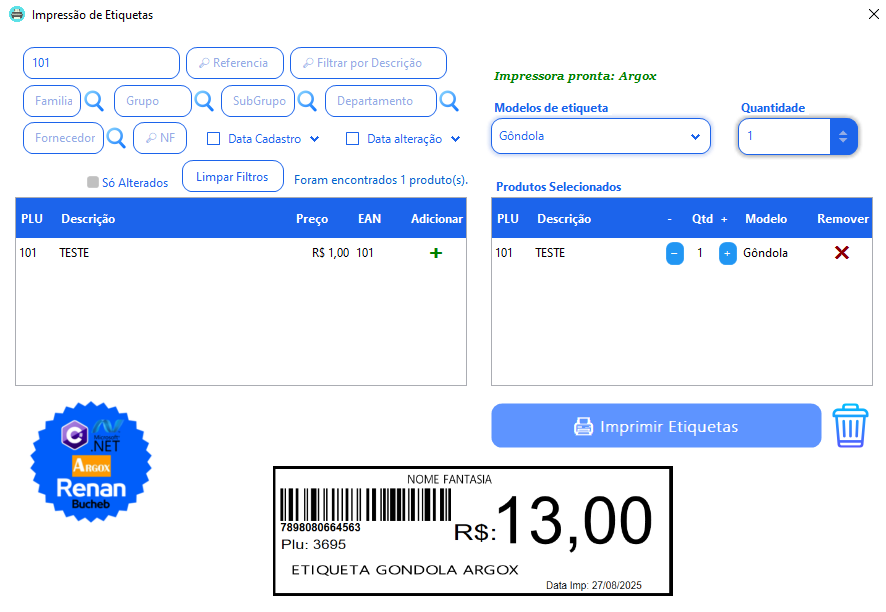 Impressão de Etiquetas
101
Referencia
Filtrar por Descrição
Impressora pronta: Argox
Familia
Grupo
SubGrupo
Departamento
Modelos de etiqueta
Quantidade
Fornecedor
NF
Data Cadastro
Data alteração
Gôndola
1
Só Alterados
Limpar Filtros
Foram encontrados 1 produto(s).
Produtos Selecionados
PLU Descrição Preço EAN Adicionar
101 TESTE R$ 1,00 101 +
PLU Descrição - Qtd + Modelo Remover
101 TESTE - 1 + Gôndola
Imprimir Etiquetas
Microsoft
.NET
ARGOX
Renan
Bucheb
NOME FANTASIA
7898080664563
Plu: 3695
R$: 13,00
ETIQUETA GONDOLA ARGOX
Data Imp: 27/08/2025